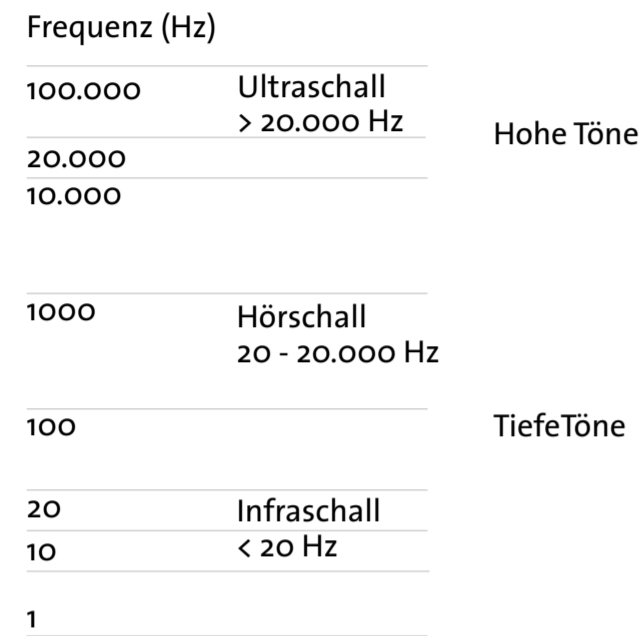 Frequenz (Hz)
100.000 Ultraschall
> 20.000 Hz
Hohe Töne
20.000
10.000
1000 Hörschall
20 - 20.000 Hz
100 TiefeTöne
20 Infraschall
10 < 20 Hz
1